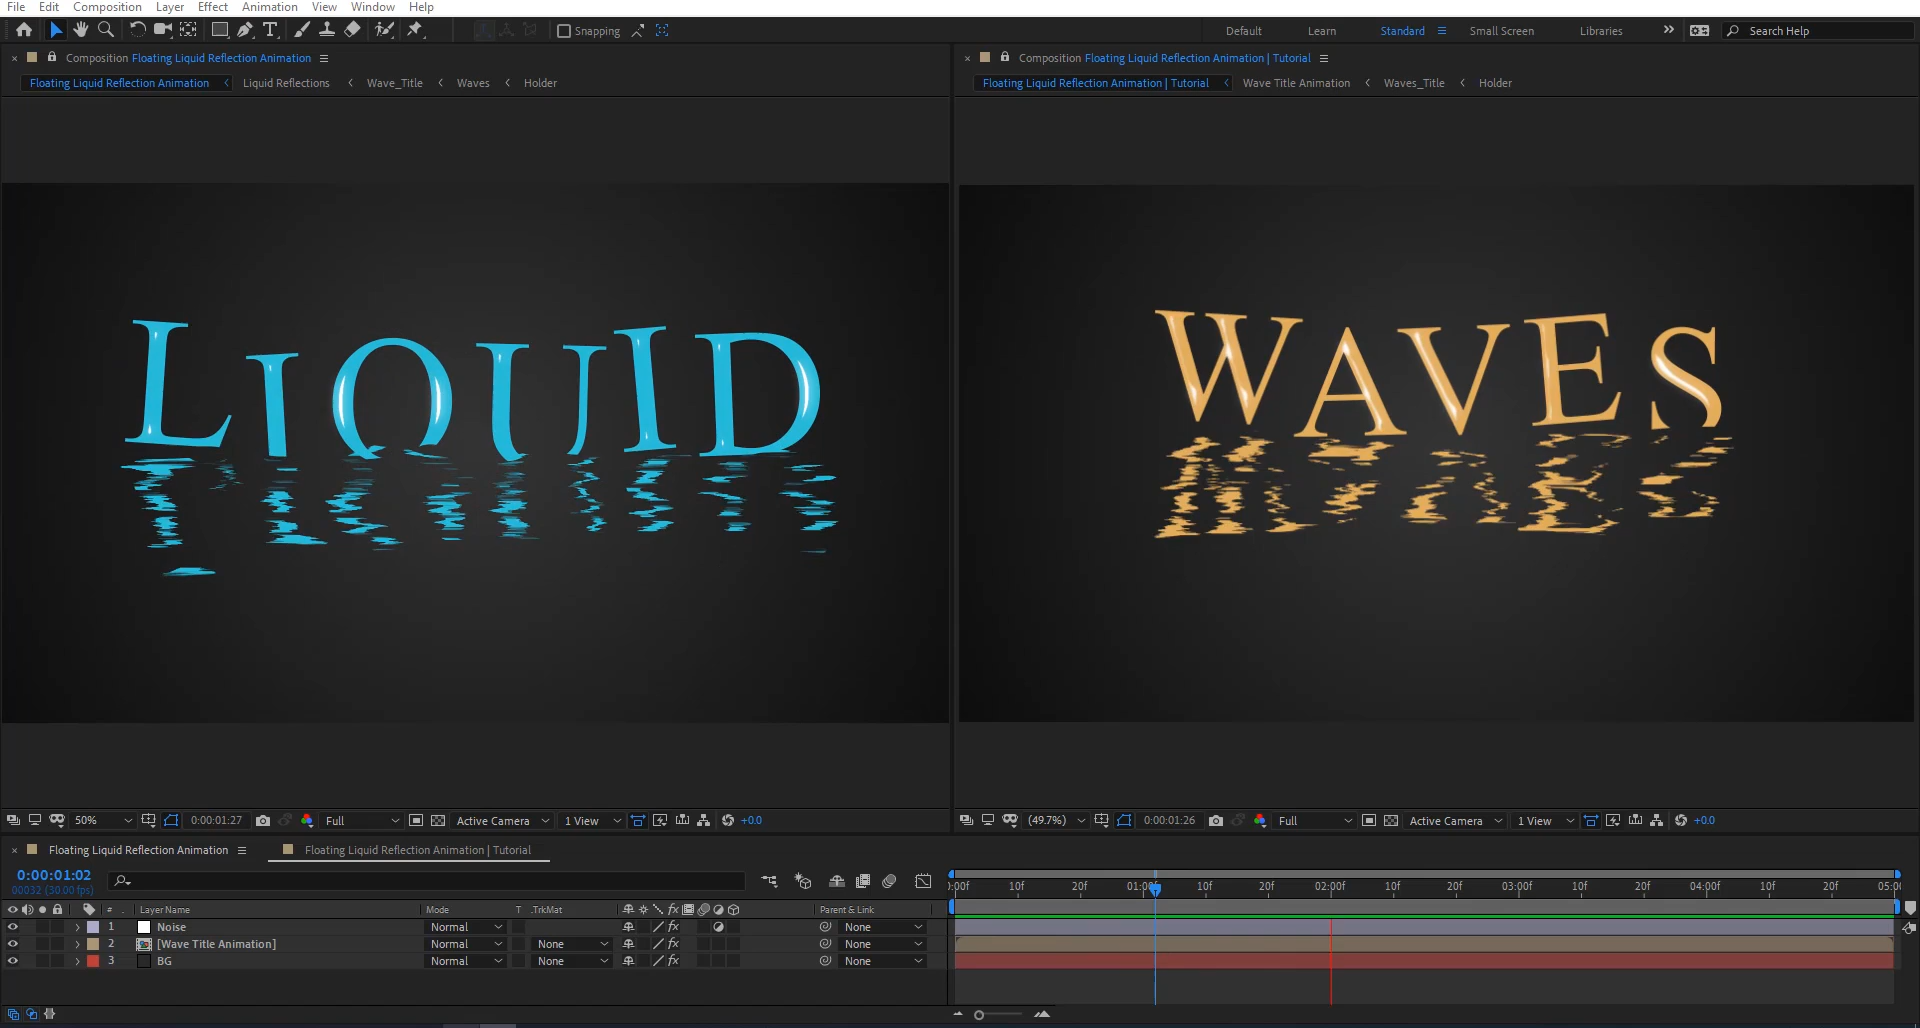 File Edit Composition Layer Effect Animation View Window Help
Snapping
Default Learn Standard Small Screen Libraries Search Help
Composition Floating Liquid Reflection Animation
Floating Liquid Reflection Animation Liquid Reflections Wave_Title Waves Holder
Composition Floating Liquid Reflection Animation | Tutorial
Floating Liquid Reflection Animation | Tutorial Wave Title Animation Waves_Title Holder
LIQUID
WAVES
50% 0:00:01:27 Full Active Camera 1 View +0.0
(49.7%) 0:00:01:26 Full Active Camera 1 View +0.0
Floating Liquid Reflection Animation Floating Liquid Reflection Animation | Tutorial
0:00:01:02
00032 (30.00 fps)
0:00f 10f 20f 01:00f 10f 20f 02:00f 10f 20f 03:00f 10f 20f 04:00f 10f 20f 05:00
# . Layer Name Mode T .TrkMat Parent & Link
1 Noise Normal None
2 [Wave Title Animation] Normal None None
3 BG Normal None None